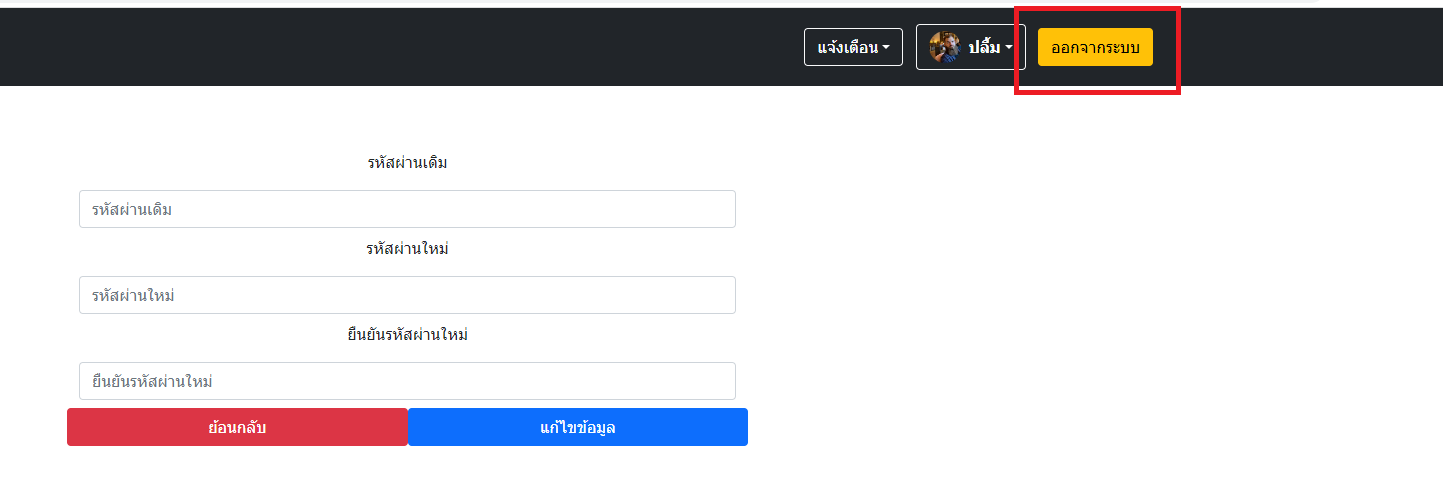 แจ้งเตือน ปลื้ม ออกจากระบบ
รหัสผ่านเดิม
รหัสผ่านเดิม
รหัสผ่านใหม่
รหัสผ่านใหม่
ยืนยันรหัสผ่านใหม่
ยืนยันรหัสผ่านใหม่
ย้อนกลับ แก้ไขข้อมูล